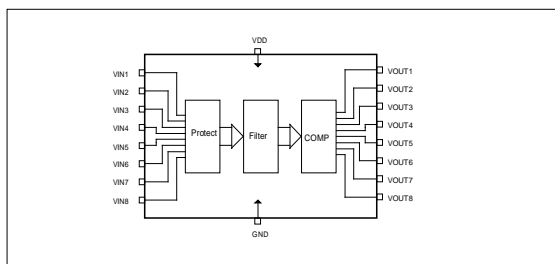 VDD
VIN1
VIN2
VIN3
VIN4
VIN5
VIN6
VIN7
VIN8
Protect
Filter
COMP
VOUT1
VOUT2
VOUT3
VOUT4
VOUT5
VOUT6
VOUT7
VOUT8
GND